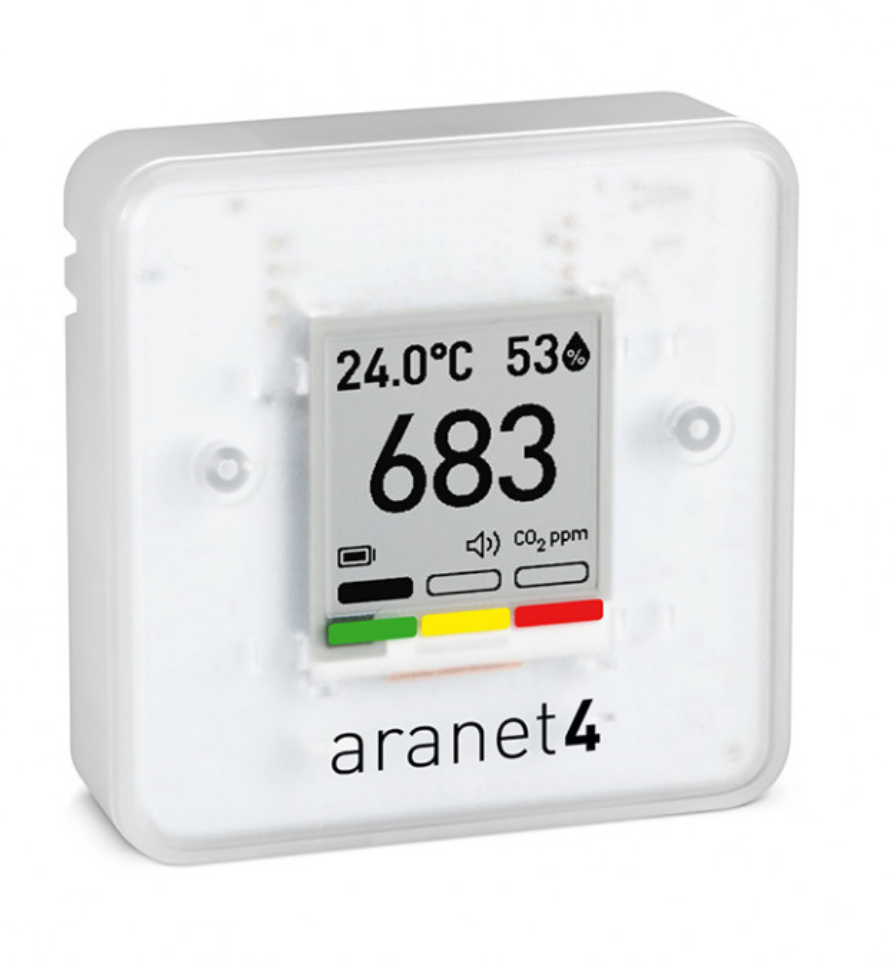 24.0°C 53%
683
CO₂ ppm
aranet4